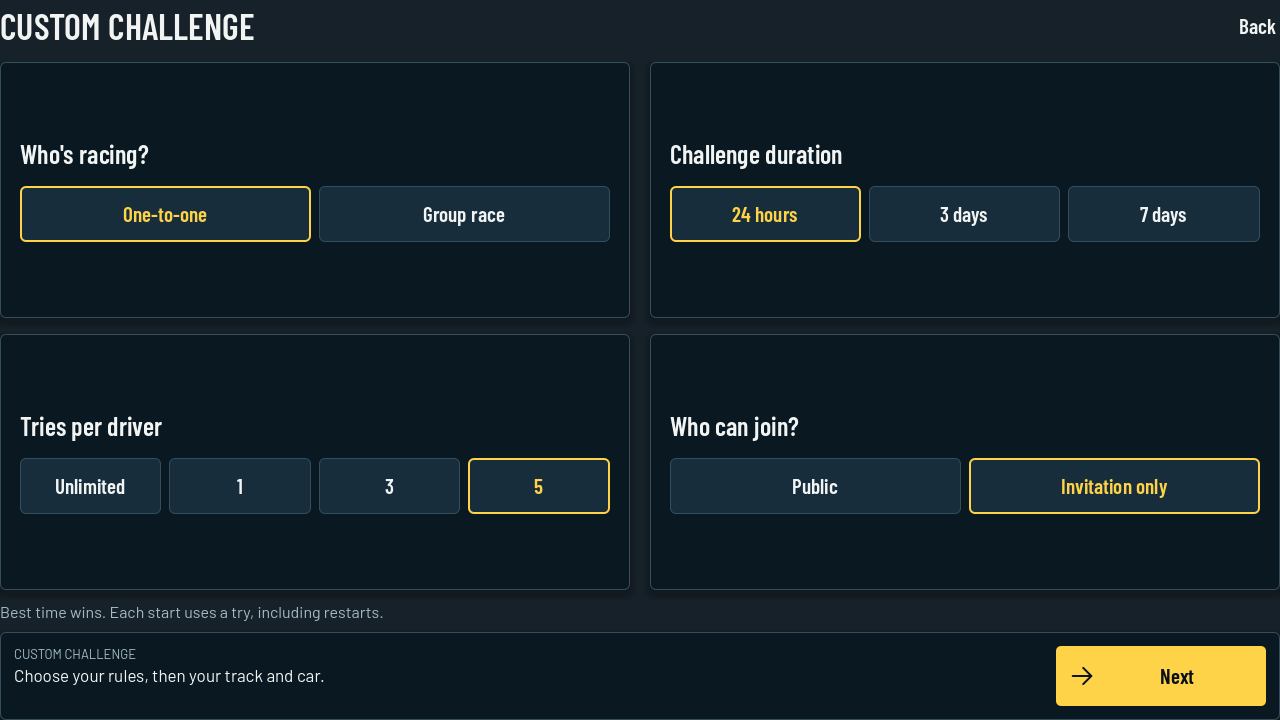 CUSTOM CHALLENGE
Back
Who's racing?
One-to-one
Group race
Challenge duration
24 hours
3 days
7 days
Tries per driver
Unlimited
1
3
5
Who can join?
Public
Invitation only
Best time wins. Each start uses a try, including restarts.
CUSTOM CHALLENGE
Choose your rules, then your track and car.
Next